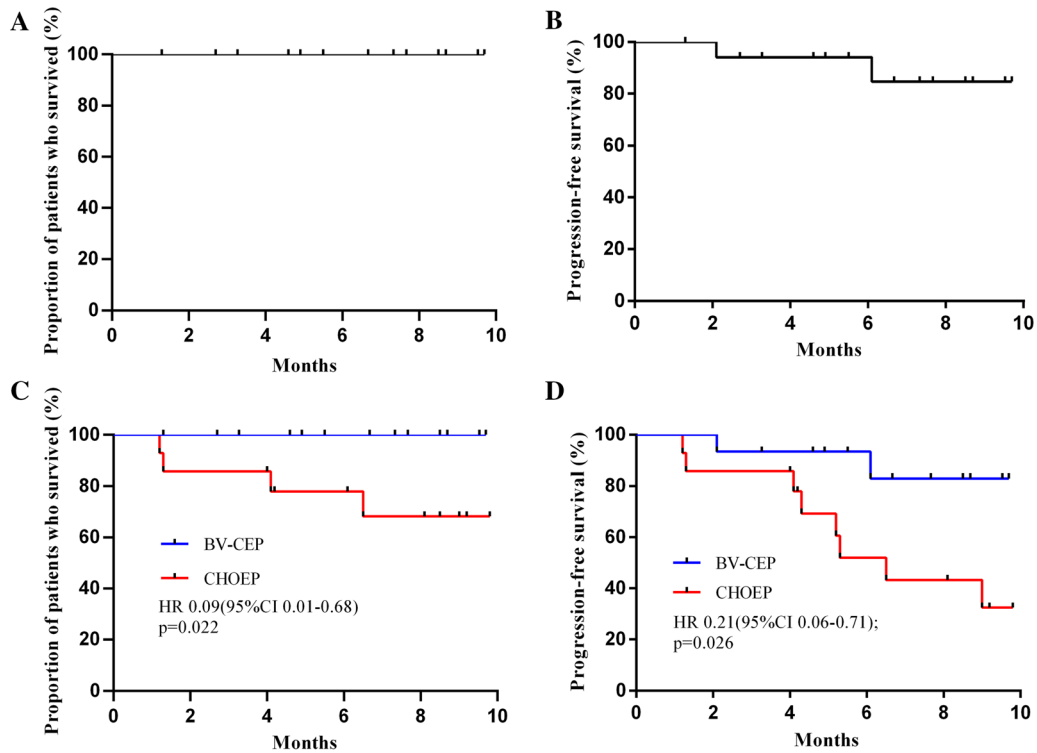 A
Proportion of patients who survived (%)
100
80
60
40
20
0
0 2 4 6 8 10
Months
B
Progression-free survival (%)
100
80
60
40
20
0
0 2 4 6 8 10
Months
C
Proportion of patients who survived (%)
100
80
60
40
20
0
BV-CEP
CHOEP
HR 0.09(95%CI 0.01-0.68)
p=0.022
0 2 4 6 8 10
Months
D
Progression-free survival (%)
100
80
60
40
20
0
BV-CEP
CHOEP
HR 0.21(95%CI 0.06-0.71);
p=0.026
0 2 4 6 8 10
Months